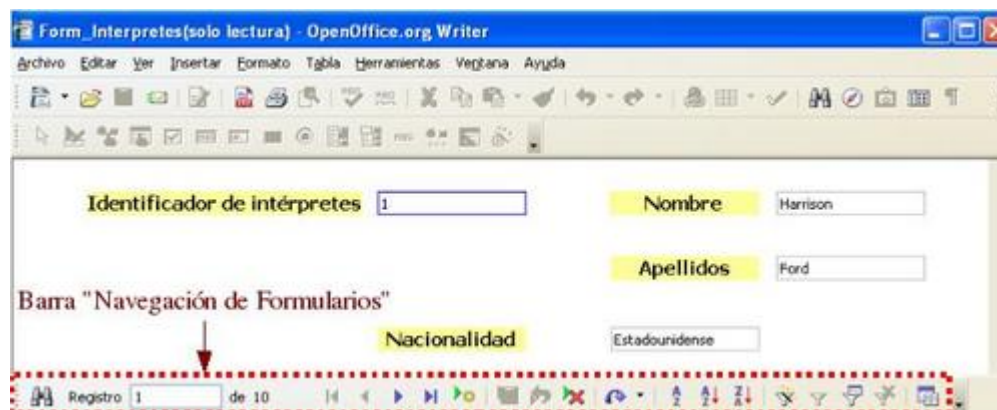 Form_Interpretes(solo lectura) - OpenOffice.org Writer
Archivo Editar Ver Insertar Formato Tabla Herramientas Ventana Ayuda
Identificador de intérpretes 1 Nombre Harrison
Apellidos Ford
Barra "Navegación de Formularios"
Nacionalidad Estadounidense
Registro 1 de 10